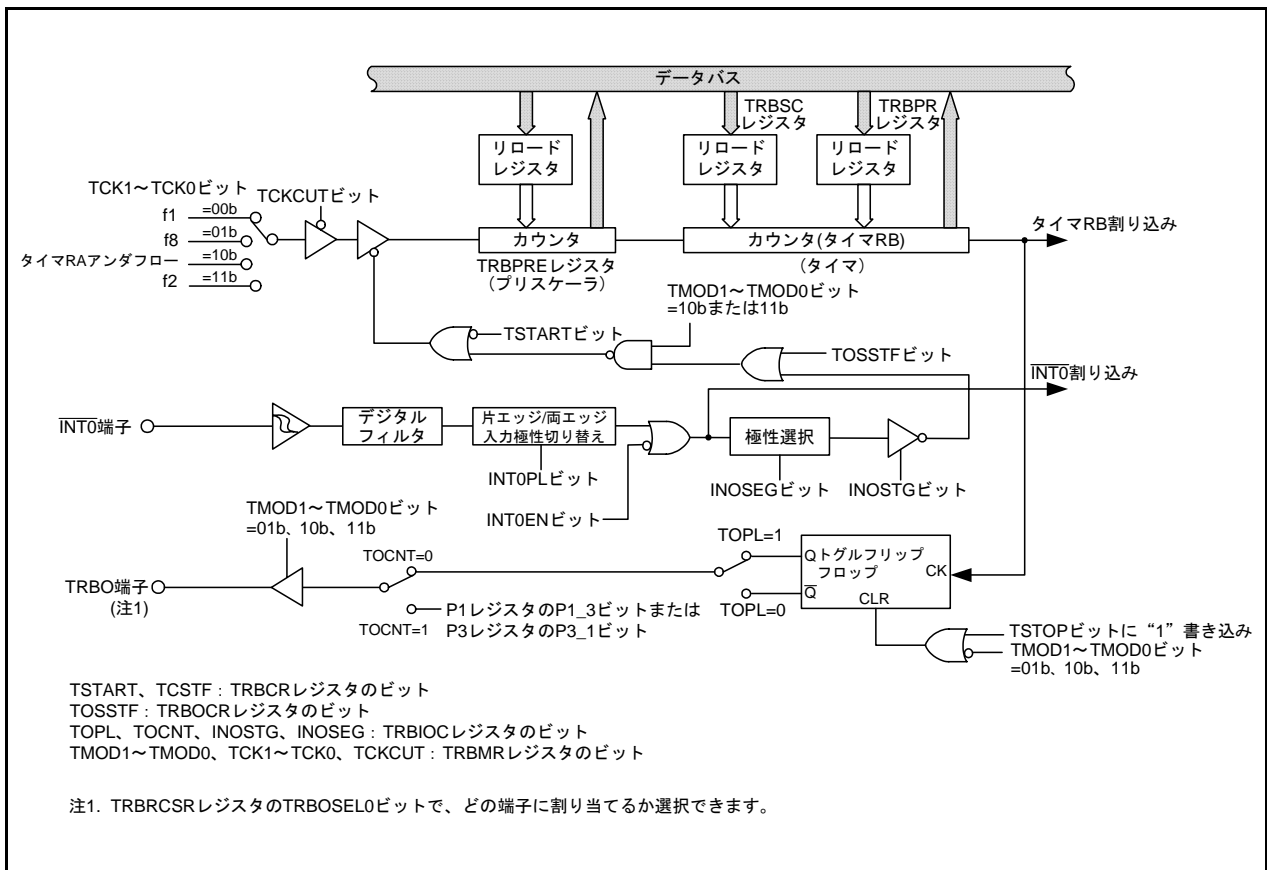 データバス
TRBSC
レジスタ
TRBPR
レジスタ
リロード
レジスタ
リロード
レジスタ
リロード
レジスタ
TCK1～TCK0ビット
f1 =00b
f8 =01b
タイマRAアンダフロー =10b
f2 =11b
TCKCUTビット
カウンタ
TRBPREレジスタ
(プリスケーラ)
カウンタ(タイマRB)
(タイマ)
タイマRB割り込み
TMOD1～TMOD0ビット
=10bまたは11b
TSTARTビット
TOSSTFビット
INT0割り込み
INT0端子
デジタル
フィルタ
片エッジ/両エッジ
入力極性切り替え
極性選択
INT0PLビット
INOSEGビット
INOSTGビット
INT0ENビット
TMOD1～TMOD0ビット
=01b、10b、11b
TOCNT=0
TOPL=1
Qトグルフリップ
フロップ
CK
Q
CLR
TRBO端子
(注1)
TOCNT=1
P1レジスタのP1_3ビットまたは
P3レジスタのP3_1ビット
TOPL=0
TSTOPビットに“1”書き込み
TMOD1～TMOD0ビット
=01b、10b、11b
TSTART、TCSTF：TRBCRレジスタのビット
TOSSTF：TRBOCRレジスタのビット
TOPL、TOCNT、INOSTG、INOSEG：TRBIOCレジスタのビット
TMOD1～TMOD0、TCK1～TCK0、TCKCUT：TRBMRレジスタのビット
注1. TRBRCSRレジスタのTRBOSEL0ビットで、どの端子に割り当てるか選択できます。